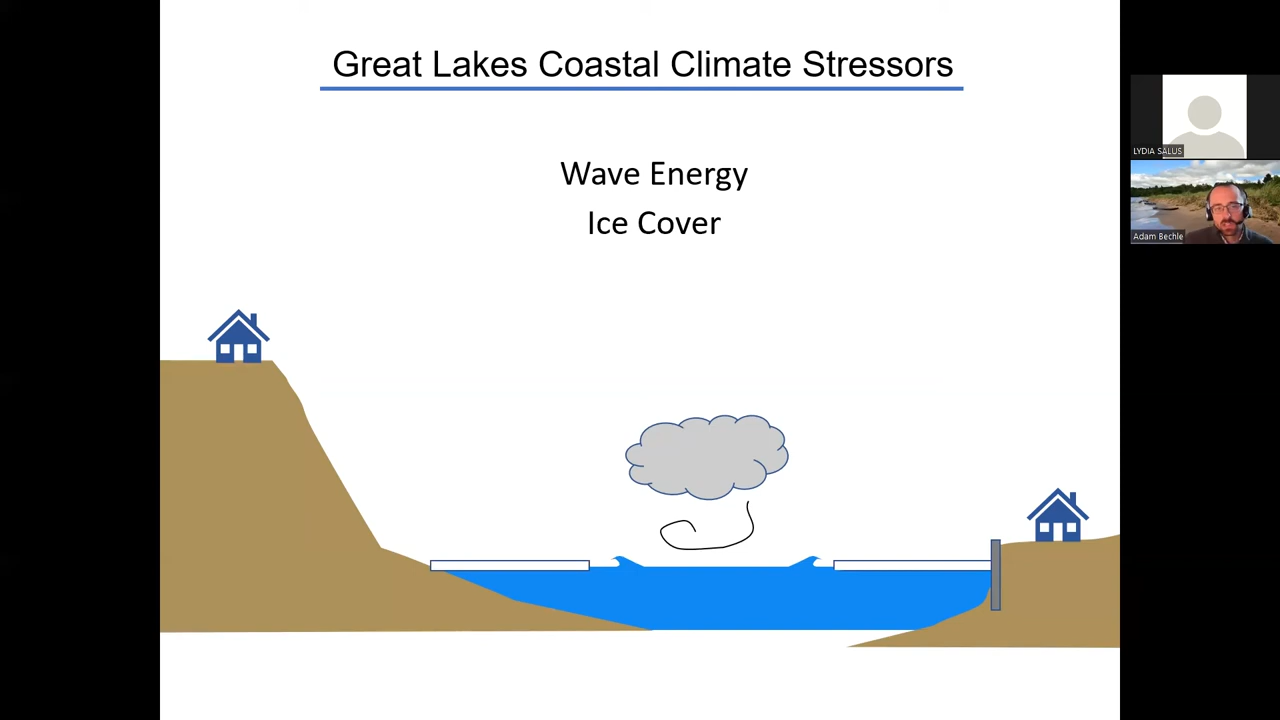 Great Lakes Coastal Climate Stressors
Wave Energy
Ice Cover
LYDIA SALUS
Adam Bechle